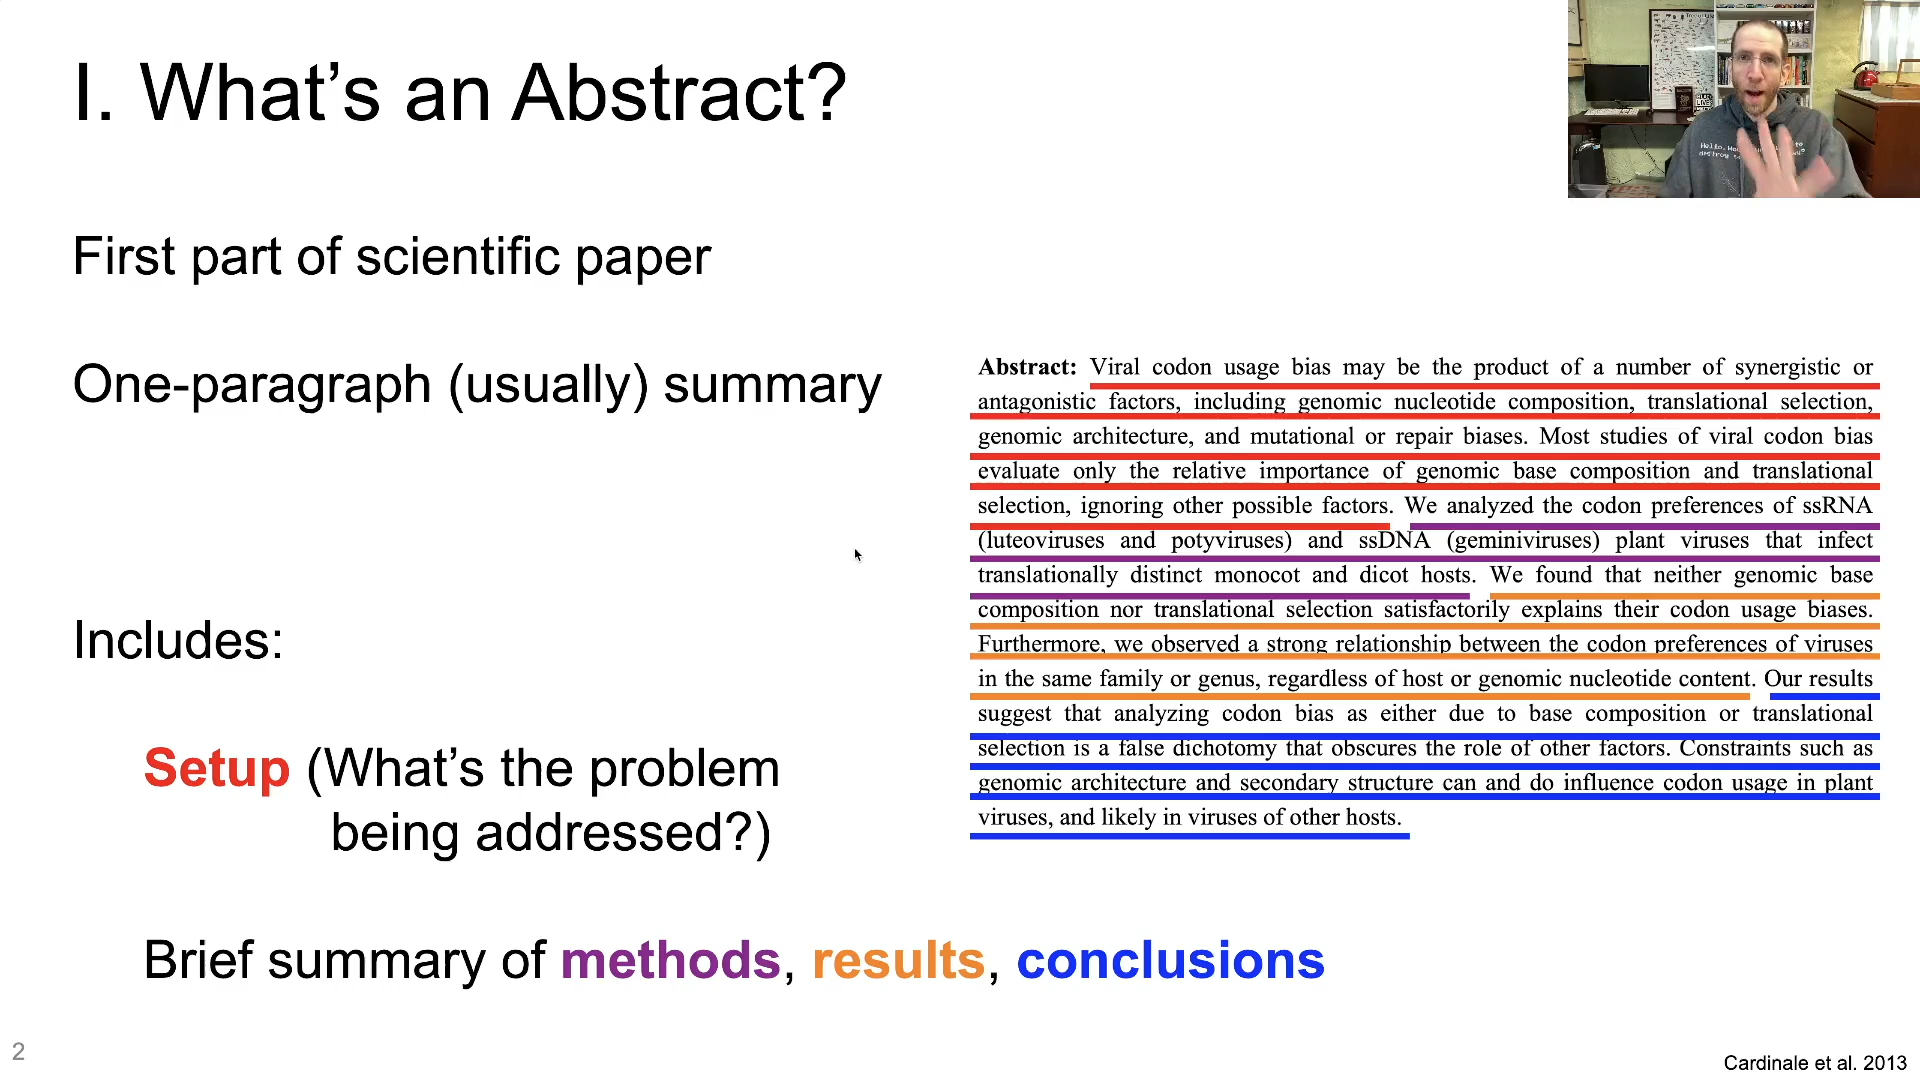 I. What’s an Abstract?
First part of scientific paper
One-paragraph (usually) summary
Includes:
Setup (What’s the problem
being addressed?)
Brief summary of methods, results, conclusions
Abstract: Viral codon usage bias may be the product of a number of synergistic or
antagonistic factors, including genomic nucleotide composition, translational selection,
genomic architecture, and mutational or repair biases. Most studies of viral codon bias
evaluate only the relative importance of genomic base composition and translational
selection, ignoring other possible factors. We analyzed the codon preferences of ssRNA
(luteoviruses and potyviruses) and ssDNA (geminiviruses) plant viruses that infect
translationally distinct monocot and dicot hosts. We found that neither genomic base
composition nor translational selection satisfactorily explains their codon usage biases.
Furthermore, we observed a strong relationship between the codon preferences of viruses
in the same family or genus, regardless of host or genomic nucleotide content. Our results
suggest that analyzing codon bias as either due to base composition or translational
selection is a false dichotomy that obscures the role of other factors. Constraints such as
genomic architecture and secondary structure can and do influence codon usage in plant
viruses, and likely in viruses of other hosts.
Hello.
to
destroy
2
Cardinale et al. 2013